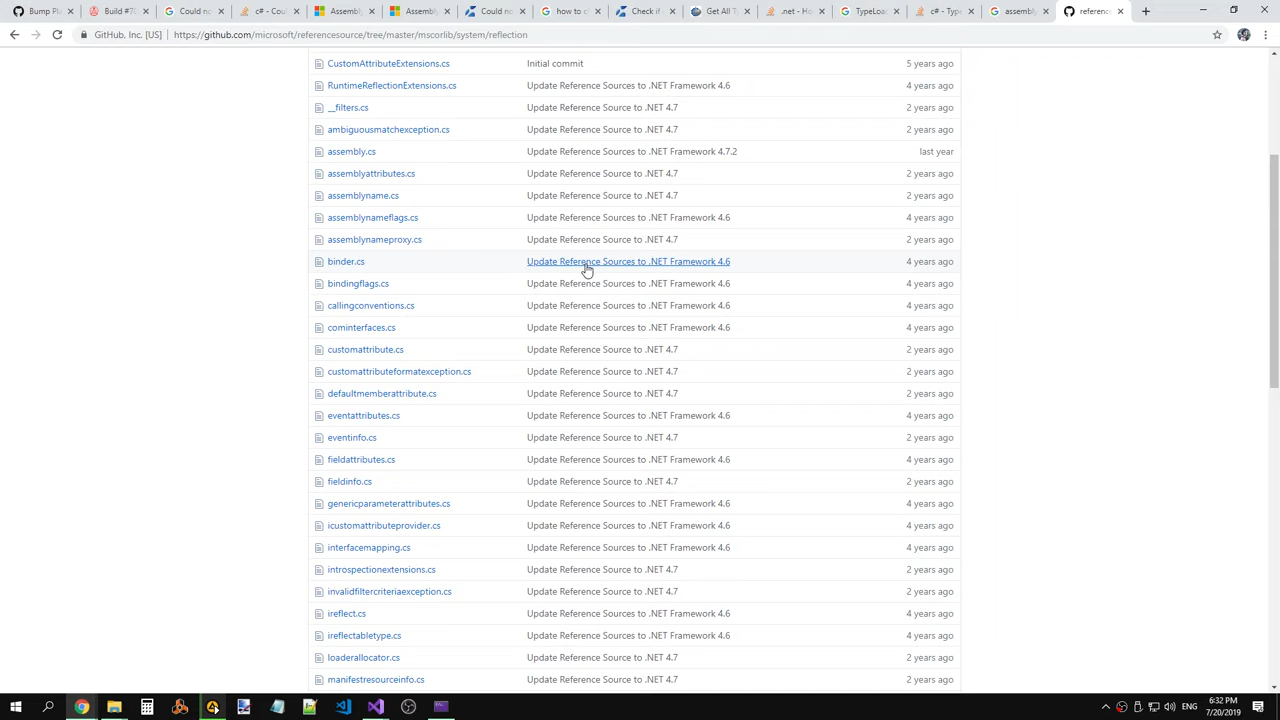 Bump Pl
Build #70
Could no
c# - Cou
Assembly
Assembly
Could no
how to c
Check if
Get All Ty
.net - Ho
TypeLoa
c# - Type
assembly
reference
GitHub, Inc. [US] | https://github.com/microsoft/referencesource/tree/master/mscorlib/system/reflection
CustomAttributeExtensions.cs Initial commit 5 years ago
RuntimeReflectionExtensions.cs Update Reference Sources to .NET Framework 4.6 4 years ago
__filters.cs Update Reference Source to .NET 4.7 2 years ago
ambiguousmatchexception.cs Update Reference Source to .NET 4.7 2 years ago
assembly.cs Update Reference Sources to .NET Framework 4.7.2 last year
assemblyattributes.cs Update Reference Source to .NET 4.7 2 years ago
assemblyname.cs Update Reference Source to .NET 4.7 2 years ago
assemblynameflags.cs Update Reference Sources to .NET Framework 4.6 4 years ago
assemblynameproxy.cs Update Reference Source to .NET 4.7 2 years ago
binder.cs Update Reference Sources to .NET Framework 4.6 4 years ago
bindingflags.cs Update Reference Sources to .NET Framework 4.6 4 years ago
callingconventions.cs Update Reference Sources to .NET Framework 4.6 4 years ago
cominterfaces.cs Update Reference Sources to .NET Framework 4.6 4 years ago
customattribute.cs Update Reference Source to .NET 4.7 2 years ago
customattributeformatexception.cs Update Reference Source to .NET 4.7 2 years ago
defaultmemberattribute.cs Update Reference Source to .NET 4.7 2 years ago
eventattributes.cs Update Reference Sources to .NET Framework 4.6 4 years ago
eventinfo.cs Update Reference Source to .NET 4.7 2 years ago
fieldattributes.cs Update Reference Sources to .NET Framework 4.6 4 years ago
fieldinfo.cs Update Reference Source to .NET 4.7 2 years ago
genericparameterattributes.cs Update Reference Sources to .NET Framework 4.6 4 years ago
icustomattributeprovider.cs Update Reference Sources to .NET Framework 4.6 4 years ago
interfacemapping.cs Update Reference Sources to .NET Framework 4.6 4 years ago
introspectionextensions.cs Update Reference Source to .NET 4.7 2 years ago
invalidfiltercriteriaexception.cs Update Reference Source to .NET 4.7 2 years ago
ireflect.cs Update Reference Sources to .NET Framework 4.6 4 years ago
ireflectabletype.cs Update Reference Sources to .NET Framework 4.6 4 years ago
loaderallocator.cs Update Reference Source to .NET 4.7 2 years ago
manifestresourceinfo.cs Update Reference Source to .NET 4.7 2 years ago
ENG
6:32 PM
7/20/2019